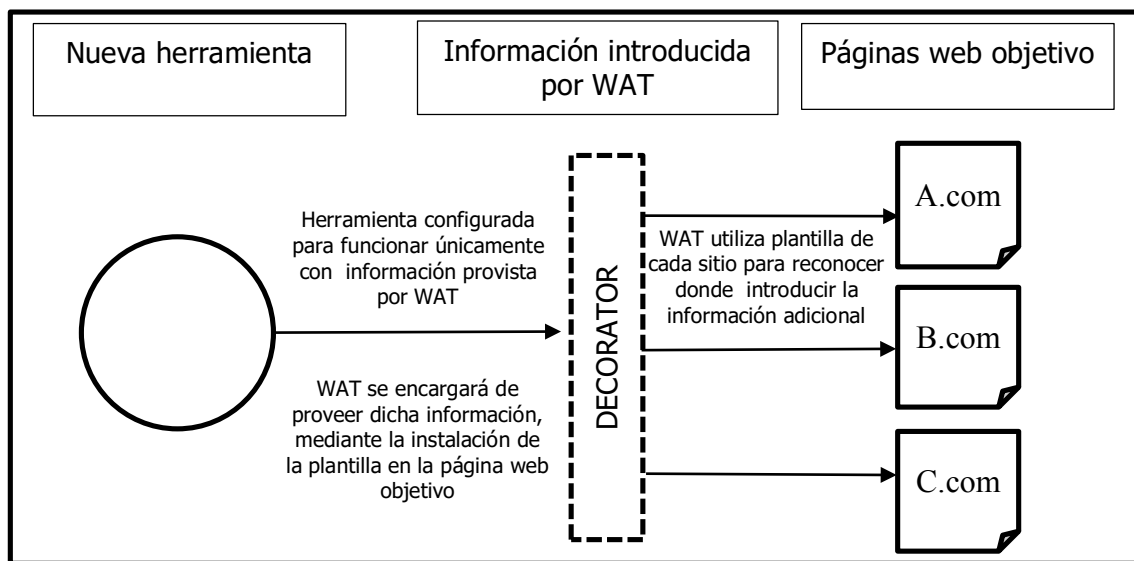 Nueva herramienta
Información introducida
por WAT
Páginas web objetivo
Herramienta configurada
para funcionar únicamente
con información provista
por WAT
WAT se encargará de
proveer dicha información,
mediante la instalación de
la plantilla en la página web
objetivo
DECORATOR
WAT utiliza plantilla de
cada sitio para reconocer
donde introducir la
información adicional
A.com
B.com
C.com